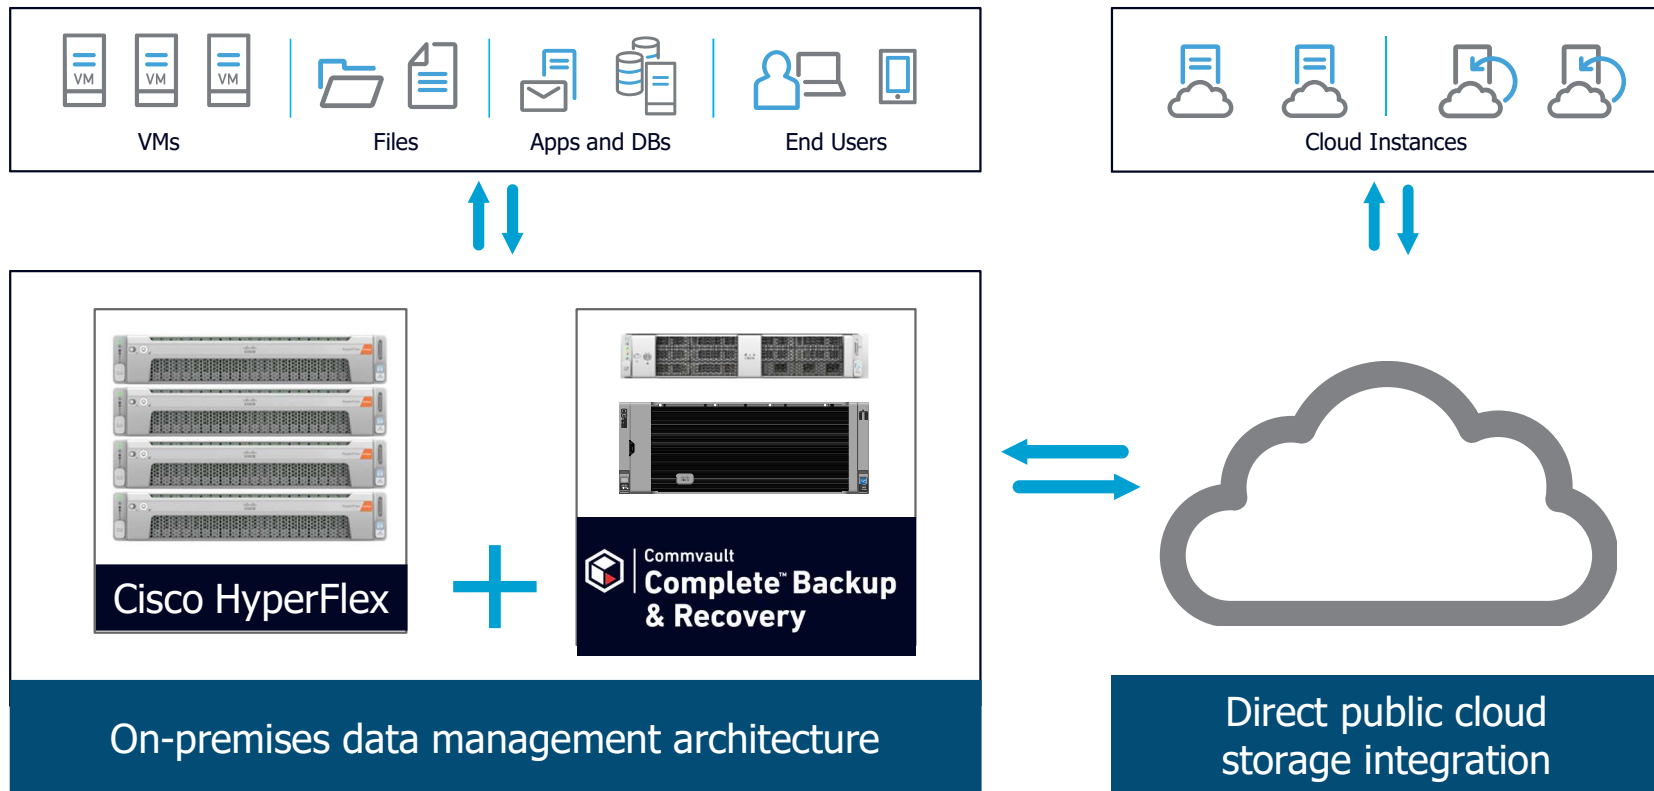 VM
VM
VM
VMs
Files
Apps and DBs
End Users
Cloud Instances
Cisco HyperFlex
Commvault
Complete™ Backup
& Recovery
On-premises data management architecture
Direct public cloud
storage integration